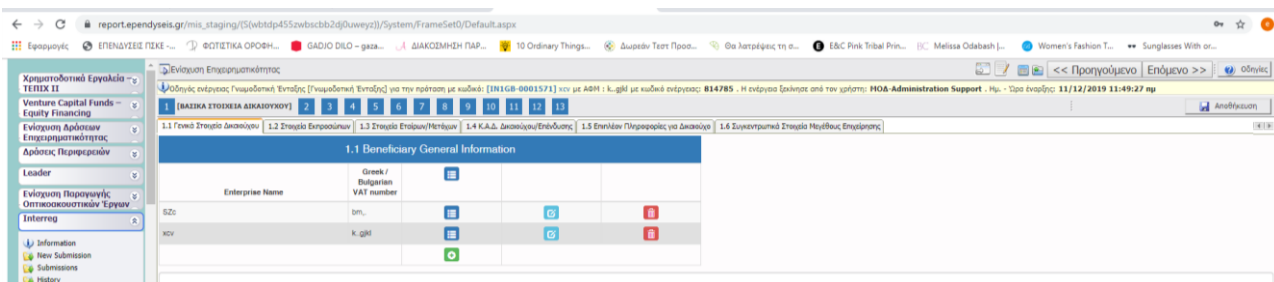 report.ependyseis.gr/mis_staging/(S(wbtdp455zwbscbb2dj0uweyz))/System/FrameSet0/Default.aspx
Εφαρμογές ΕΠΕΝΔΥΣΕΙΣ ΠΣΚΕ -... ΦΩΤΙΣΤΙΚΑ ΟΡΟΦΗ... GADJO DILO – gaza... ΔΙΑΚΟΣΜΗΣΗ ΠΑΡ... 10 Ordinary Things... Δωρεάν Τεστ Προσ... Θα λατρέψεις τη σ... E&C Pink Tribal Prin... BC Melissa Odabash |... Women's Fashion T... Sunglasses With or...
Χρηματοδοτικά Εργαλεία – ΤΕΠΙΧ ΙΙ
Venture Capital Funds – Equity Financing
Ενίσχυση Δράσεων Επιχειρηματικότητας
Δράσεις Περιφερειών
Leader
Ενίσχυση Παραγωγής Οπτικοακουστικών Έργων
Interreg
Information
New Submission
Submissions
History
Ενίσχυση Επιχειρηματικότητας
<< Προηγούμενο Επόμενο >> Οδηγίες
Οδηγός ενέργειας Γνωμοδοτική Ένταξης [Γνωμοδοτική Ένταξης] για την πρόταση με κωδικό: [IN1GB-0001571] xcv με ΑΦΜ : k..gjkl με κωδικό ενέργειας: 814785 . Η ενέργεια ξεκίνησε από τον χρήστη: ΜΟΔ-Administration Support . Ημ. - Ώρα έναρξης: 11/12/2019 11:49:27 πμ
1 [ΒΑΣΙΚΑ ΣΤΟΙΧΕΙΑ ΔΙΚΑΙΟΥΧΟΥ] 2 3 4 5 6 7 8 9 10 11 12 13
Αποθήκευση
1.1 Γενικά Στοιχεία Δικαιούχου 1.2 Στοιχεία Εκπροσώπων 1.3 Στοιχεία Εταίρων/Μετόχων 1.4 Κ.Α.Δ. Δικαιούχου/Επένδυσης 1.5 Επιπλέον Πληροφορίες για Δικαιούχο 1.6 Συγκεντρωτικά Στοιχεία Μεγέθους Επιχείρησης
1.1 Beneficiary General Information
Enterprise Name
Greek / Bulgarian VAT number
SZc bm,.
xcv k..gjkl